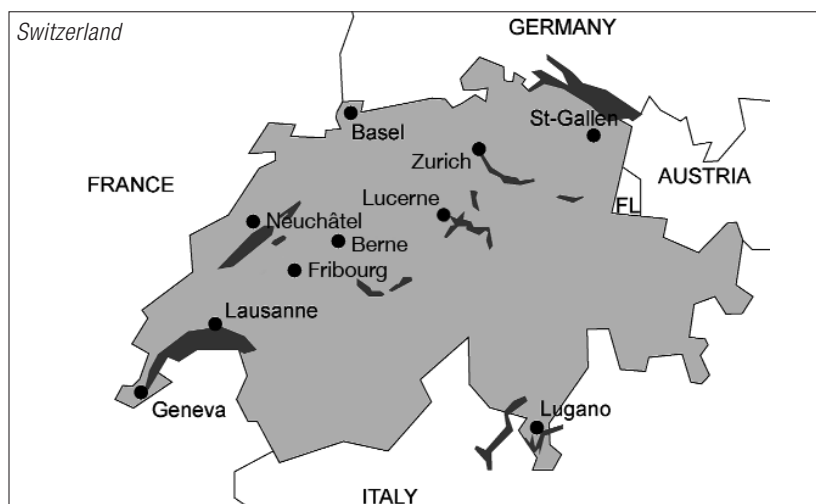 Switzerland
GERMANY
Basel
St-Gallen
Zurich
FRANCE
AUSTRIA
Lucerne
FL
Neuchâtel
Berne
Fribourg
Lausanne
Geneva
Lugano
ITALY